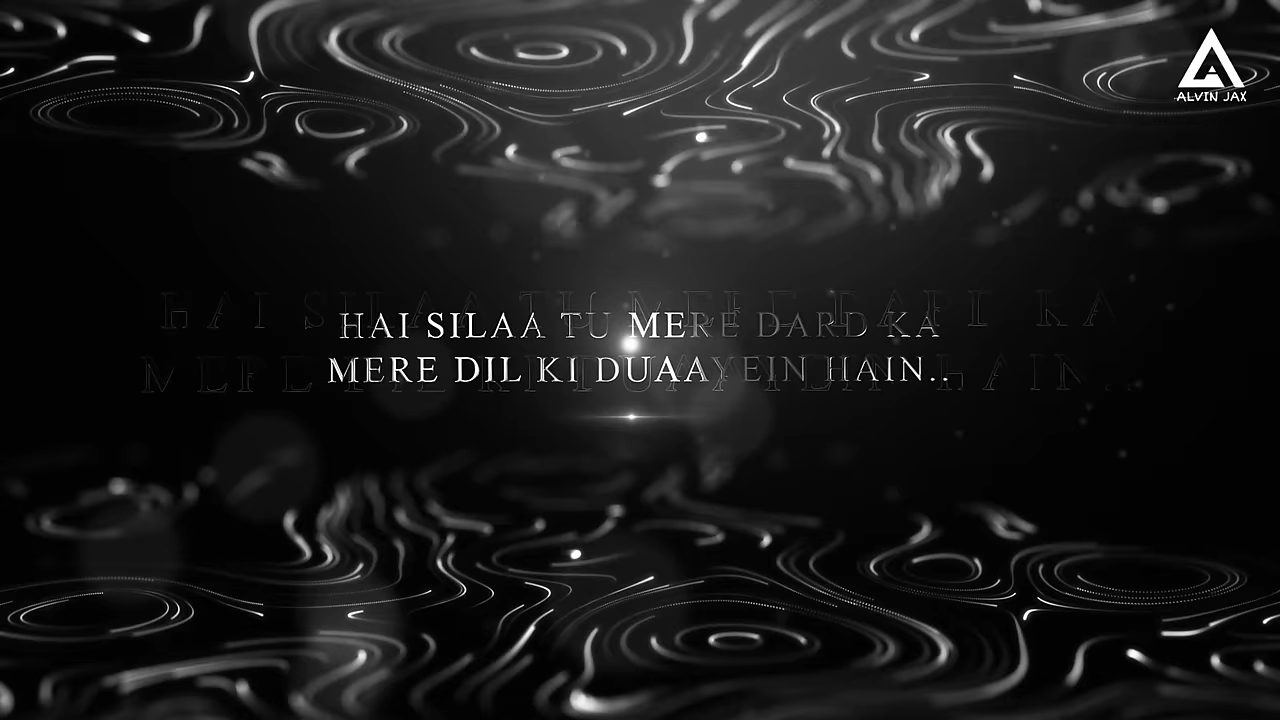 ALVIN JAX
HAI SILAA TU MERE DARD KA
MERE DIL KI DUAAYEIN HAIN..